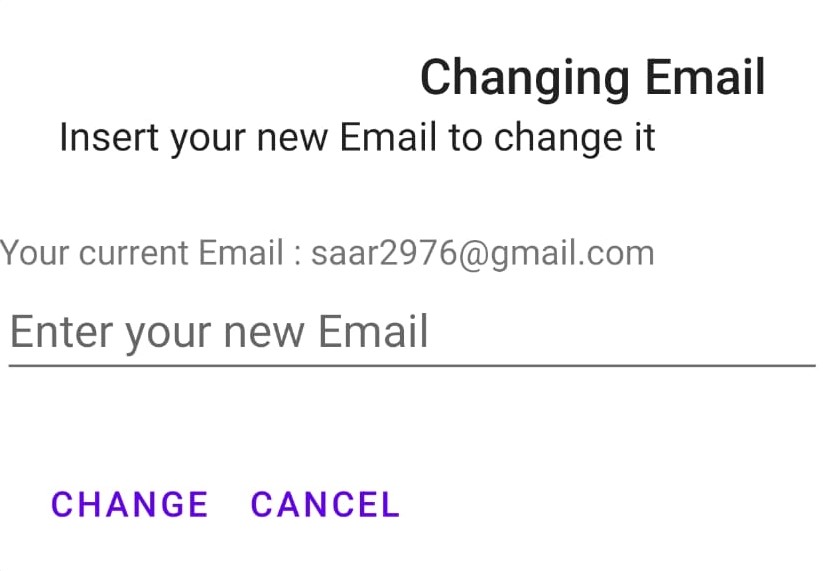 Changing Email
Insert your new Email to change it
Your current Email : saar2976@gmail.com
Enter your new Email
CHANGE CANCEL